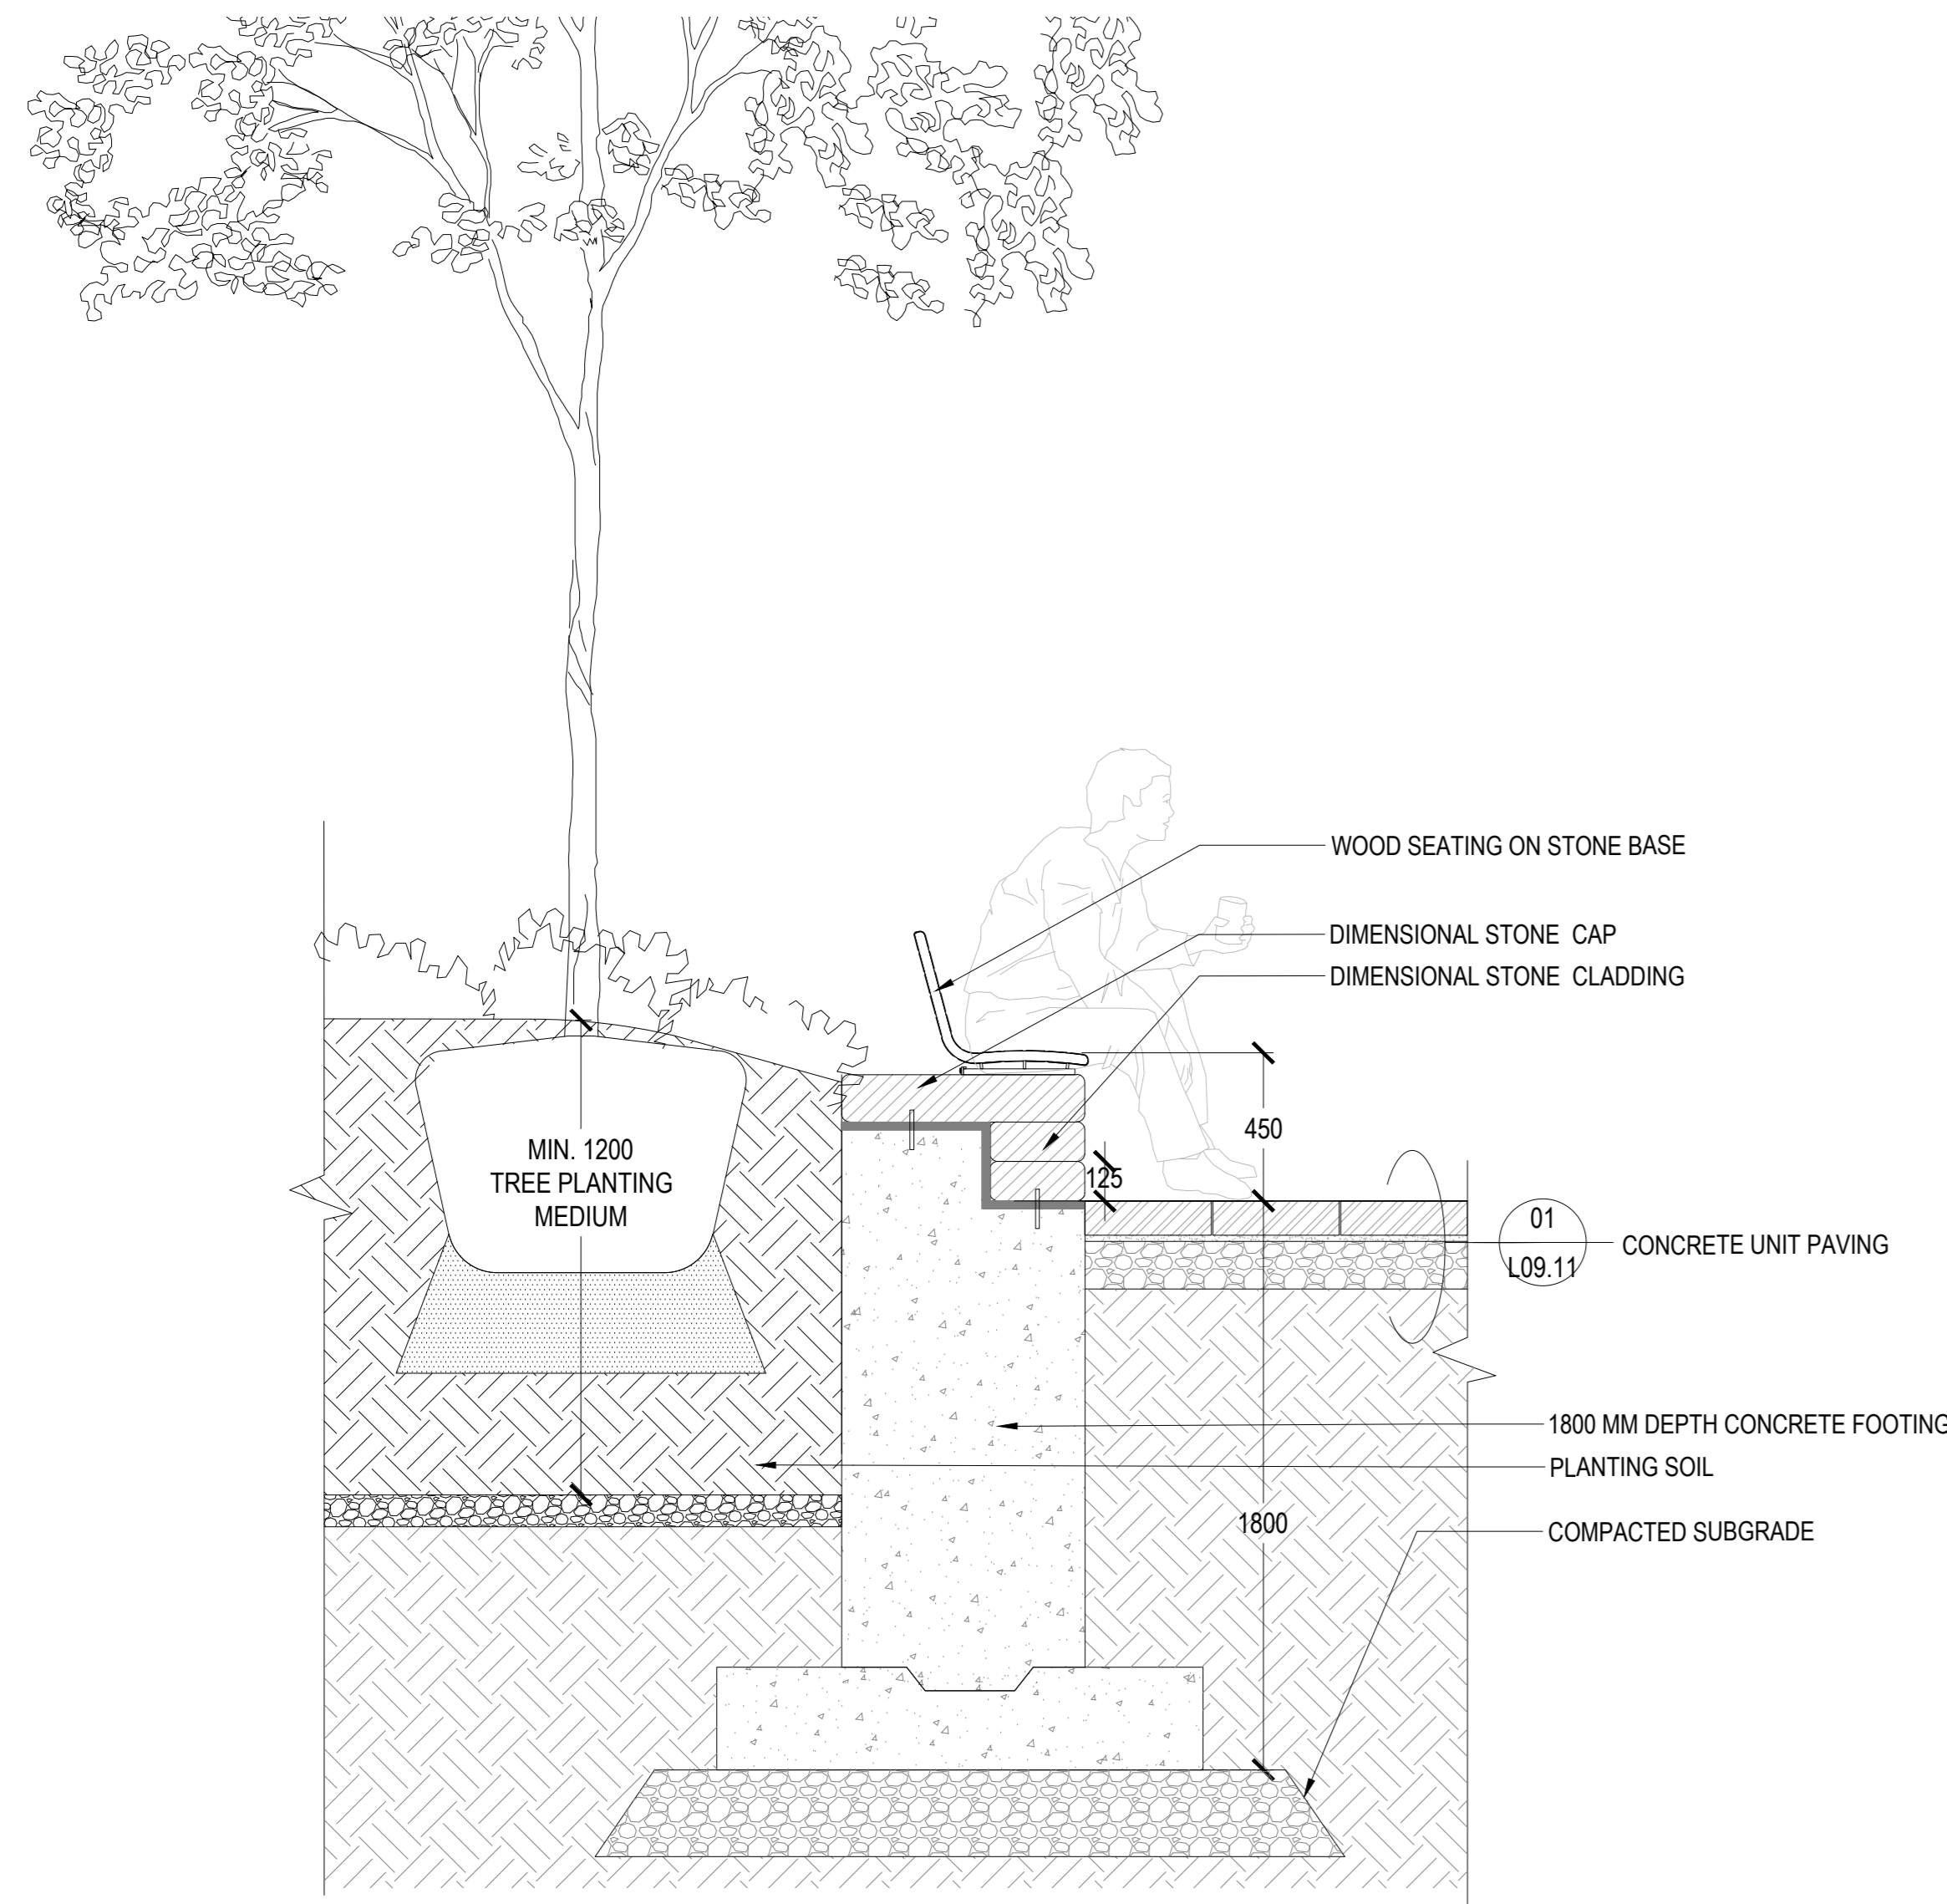 WOOD SEATING ON STONE BASE
DIMENSIONAL STONE CAP
DIMENSIONAL STONE CLADDING
450
MIN. 1200
TREE PLANTING
MEDIUM
125
01
L09.11
CONCRETE UNIT PAVING
1800 MM DEPTH CONCRETE FOOTING
PLANTING SOIL
1800
COMPACTED SUBGRADE